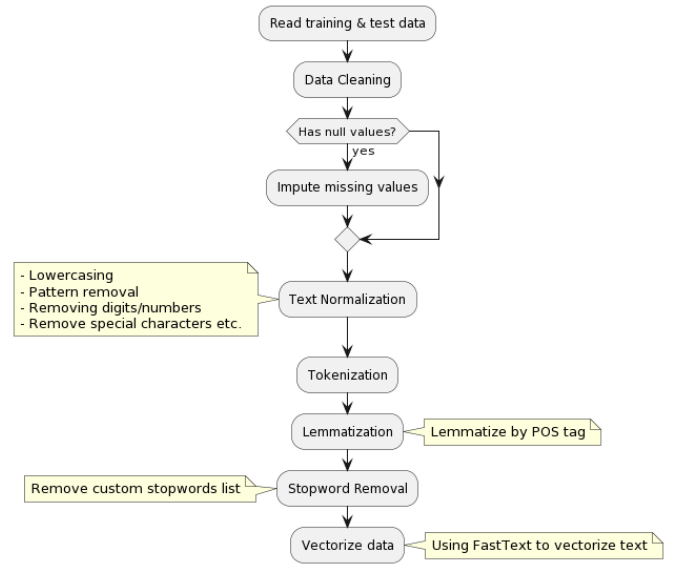 Read training & test data
Data Cleaning
Has null values?
yes
Impute missing values
- Lowercasing
- Pattern removal
- Removing digits/numbers
- Remove special characters etc.
Text Normalization
Tokenization
Lemmatization
Lemmatize by POS tag
Remove custom stopwords list
Stopword Removal
Vectorize data
Using FastText to vectorize text